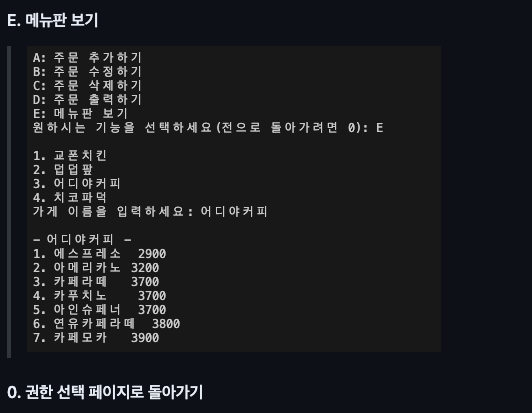 E. 메뉴판 보기
A: 주문 추가하기
B: 주문 수정하기
C: 주문 삭제하기
D: 주문 출력하기
E: 메뉴판 보기
원하시는 기능을 선택하세요(전으로 돌아가려면 0): E
1. 교폰치킨
2. 덥덥팦
3. 어디야커피
4. 치코파덕
가게 이름을 입력하세요: 어디야커피
- 어디야커피 -
1. 에스프레소 2900
2. 아메리카노 3200
3. 카페라떼 3700
4. 카푸치노 3700
5. 아인슈페너 3700
6. 연유카페라떼 3800
7. 카페모카 3900
0. 권한 선택 페이지로 돌아가기